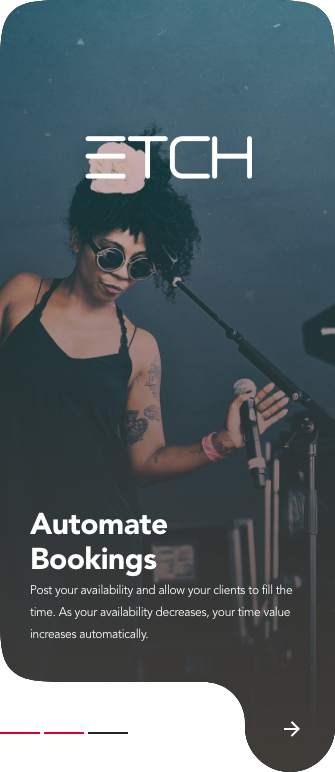 ETCH
Automate
Bookings
Post your availability and allow your clients to fill the
time. As your availability decreases, your time value
increases automatically.